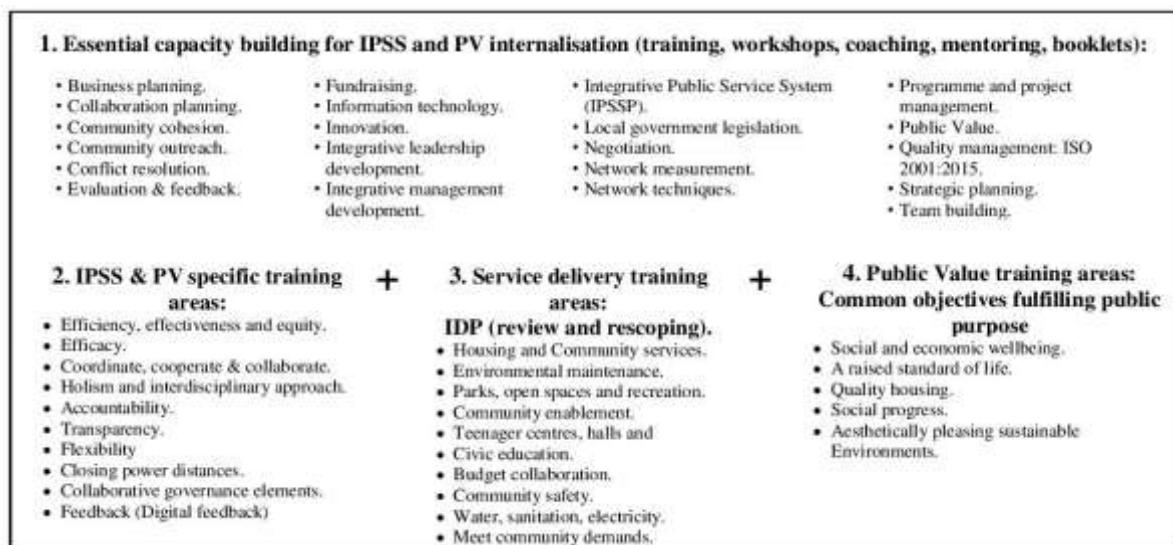 1. Essential capacity building for IPSS and PV internalisation (training, workshops, coaching, mentoring, booklets):
• Business planning.
• Collaboration planning.
• Community cohesion.
• Community outreach.
• Conflict resolution.
• Evaluation & feedback.
• Fundraising.
• Information technology.
• Innovation.
• Integrative leadership
development.
• Integrative management
development.
• Integrative Public Service System
(IPSSP).
• Local government legislation.
• Negotiation.
• Network measurement.
• Network techniques.
• Programme and project
management.
• Public Value.
• Quality management: ISO
2001:2015.
• Strategic planning.
• Team building.
2. IPSS & PV specific training
areas:
• Efficiency, effectiveness and equity.
• Efficacy.
• Coordinate, cooperate & collaborate.
• Holism and interdisciplinary approach.
• Accountability.
• Transparency.
• Flexibility
• Closing power distances.
• Collaborative governance elements.
• Feedback (Digital feedback)
+
3. Service delivery training
areas:
IDP (review and rescoping).
• Housing and Community services.
• Environmental maintenance.
• Parks, open spaces and recreation.
• Community enablement.
• Teenager centres, halls and
• Civic education.
• Budget collaboration.
• Community safety.
• Water, sanitation, electricity.
• Meet community demands.
+
4. Public Value training areas:
Common objectives fulfilling public
purpose
• Social and economic wellbeing.
• A raised standard of life.
• Quality housing.
• Social progress.
• Aesthetically pleasing sustainable
Environments.